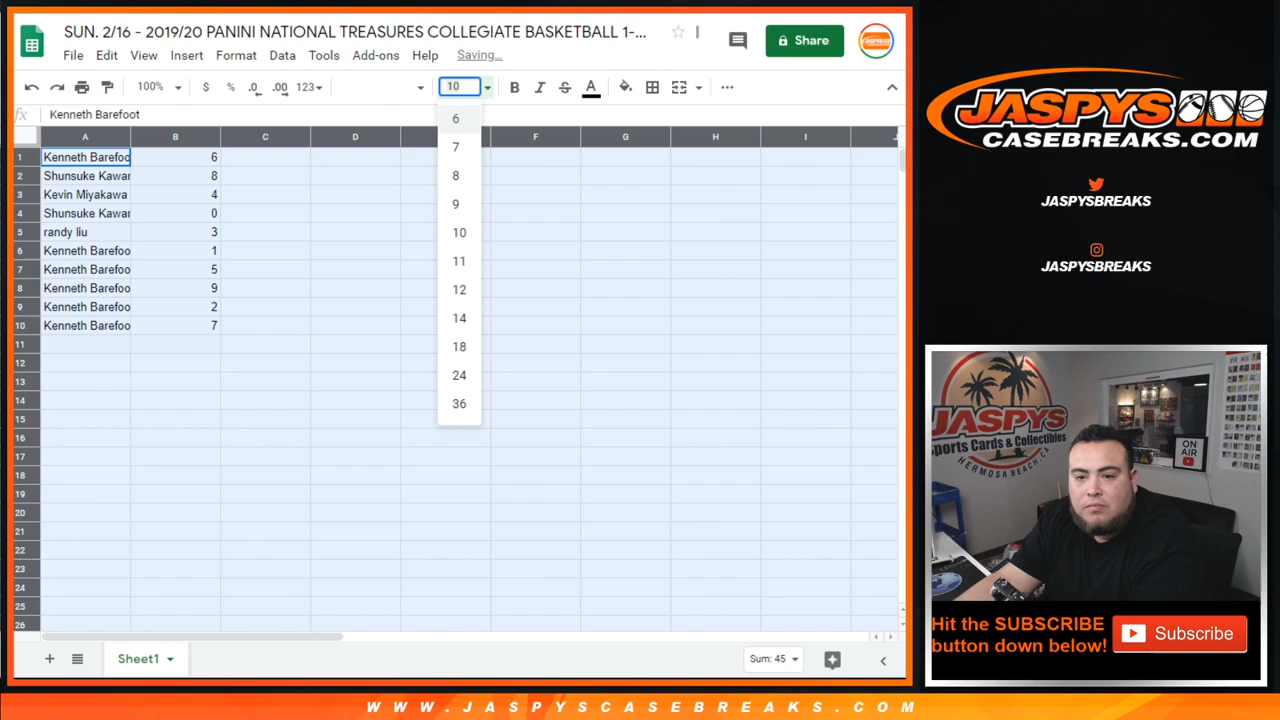 SUN. 2/16 - 2019/20 PANINI NATIONAL TREASURES COLLEGIATE BASKETBALL 1-...
File Edit View Insert Format Data Tools Add-ons Help Saving...
Share
100% $ % .0 .00 123 10 B I S A
fx Kenneth Barefoot
A B C D F G H I
1 Kenneth Barefoo 6
2 Shunsuke Kawar 8
3 Kevin Miyakawa 4
4 Shunsuke Kawar 0
5 randy liu 3
6 Kenneth Barefoo 1
7 Kenneth Barefoo 5
8 Kenneth Barefoo 9
9 Kenneth Barefoo 2
10 Kenneth Barefoo 7
11
12
13
14
15
16
17
18
19
20
21
22
23
24
25
26
6
7
8
9
10
11
12
14
18
24
36
Sheet1
Sum: 45
JASPYS
CASEBREAKS.COM
JASPYSBREAKS
JASPYSBREAKS
JASPYS
Sports Cards & Collectibles
HERMOSA BEACH, CA
ON AIR
Hit the SUBSCRIBE
button down below!
Subscribe
WWW.JASPYSCASEBREAKS.COM